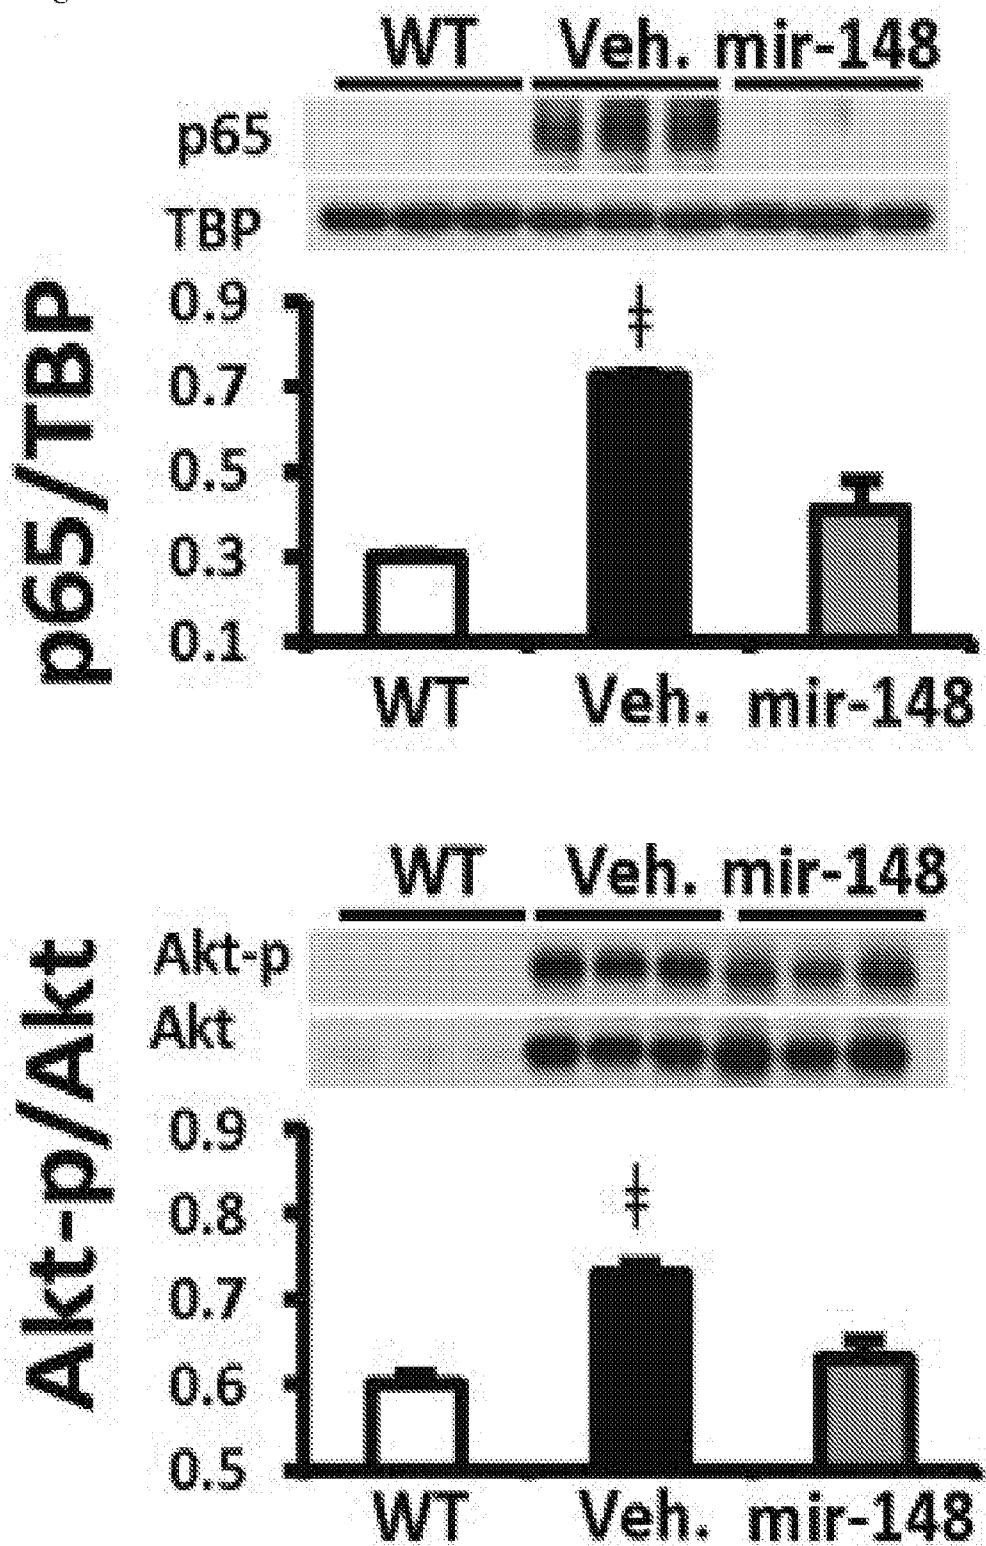 WT Veh. mir-148
p65
TBP
p65/TBP
0.9
‡
0.7
0.5
0.3
0.1
WT Veh. mir-148
WT Veh. mir-148
Akt-p
Akt
Akt-p/Akt
0.9
‡
0.8
0.7
0.6
0.5
WT Veh. mir-148